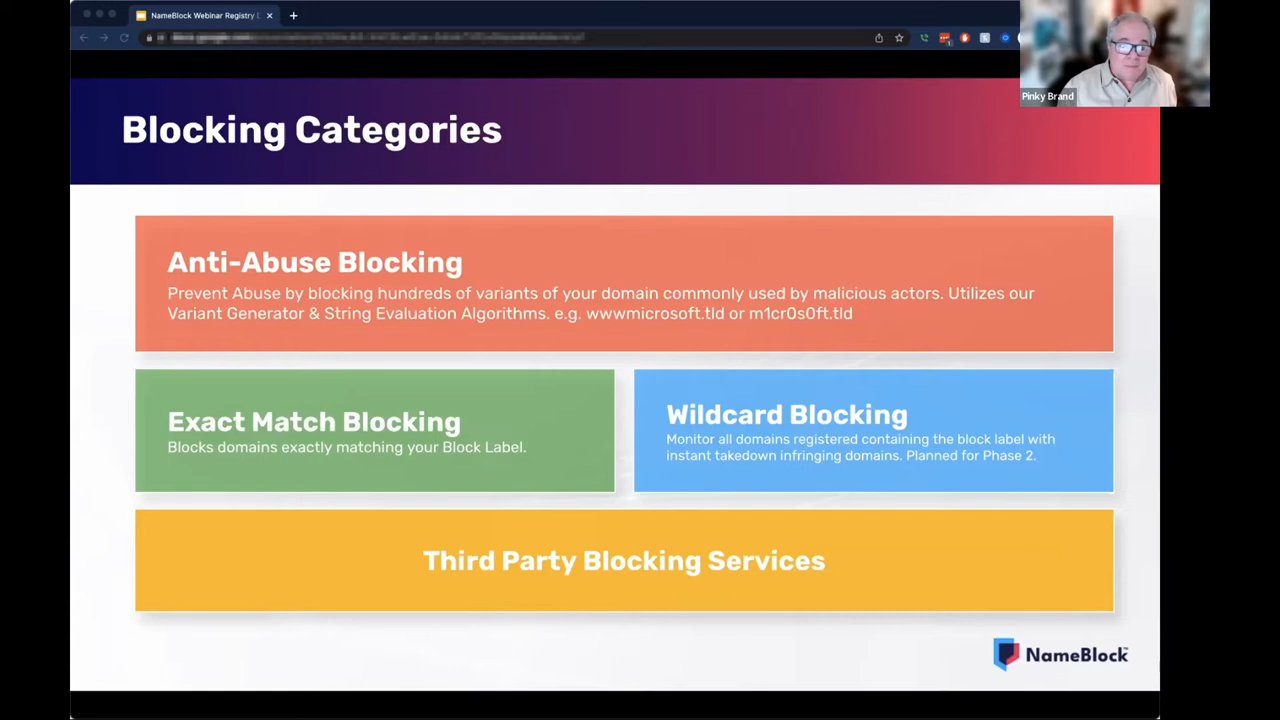 NameBlock Webinar Registry
Pinky Brand
Blocking Categories
Anti-Abuse Blocking
Prevent Abuse by blocking hundreds of variants of your domain commonly used by malicious actors. Utilizes our
Variant Generator & String Evaluation Algorithms. e.g. wwwmicrosoft.tld or m1cr0s0ft.tld
Exact Match Blocking
Blocks domains exactly matching your Block Label.
Wildcard Blocking
Monitor all domains registered containing the block label with
instant takedown infringing domains. Planned for Phase 2.
Third Party Blocking Services
NameBlock